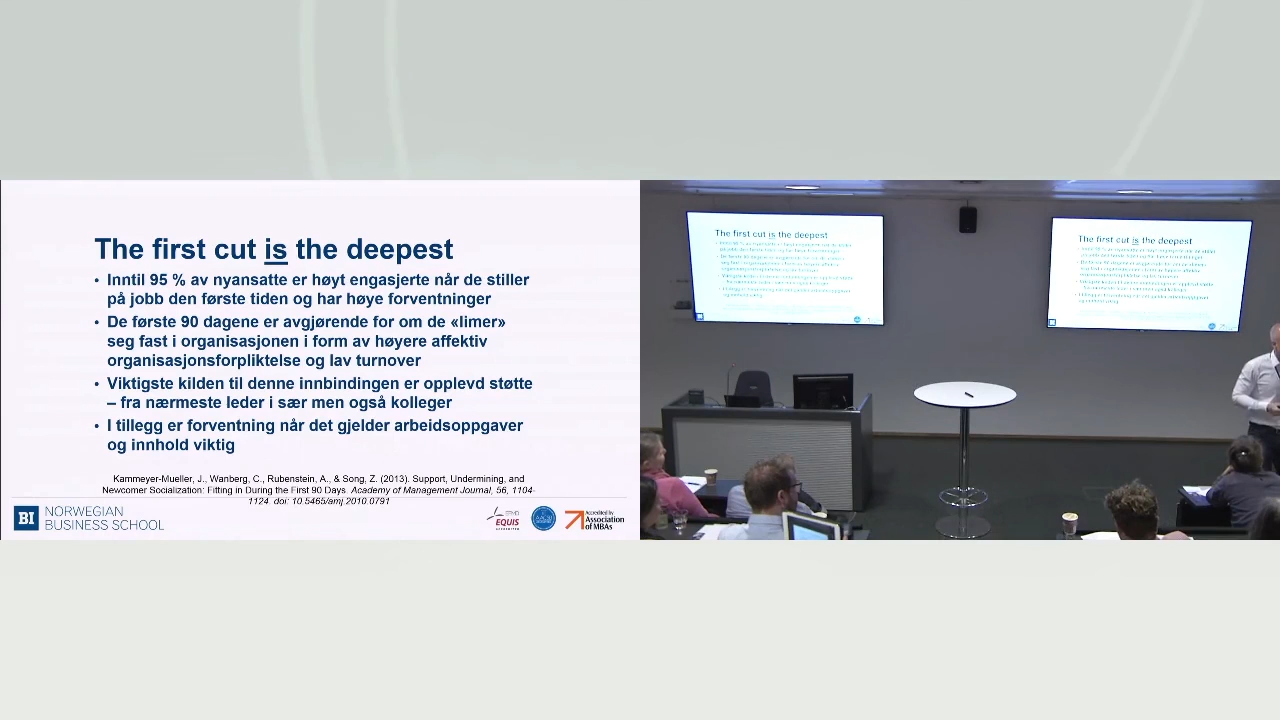 The first cut is the deepest
• Inntil 95 % av nyansatte er høyt engasjerte når de stiller
på jobb den første tiden og har høye forventninger
• De første 90 dagene er avgjørende for om de «limer»
seg fast i organisasjonen i form av høyere affektiv
organisasjonsforpliktelse og lav turnover
• Viktigste kilden til denne innbindingen er opplevd støtte
– fra nærmeste leder i sær men også kolleger
• I tillegg er forventning når det gjelder arbeidsoppgaver
og innhold viktig
Kammeyer-Mueller, J., Wanberg, C., Rubenstein, A., & Song, Z. (2013). Support, Undermining, and
Newcomer Socialization: Fitting in During the First 90 Days. Academy of Management Journal, 56, 1104-
1124. doi: 10.5465/amj.2010.0791
BI NORWEGIAN
BUSINESS SCHOOL
EFMD
EQUIS
ACCREDITED
AACSB
Accredited by
Association
of MBAs
The first cut is the deepest
The first cut is the deepest